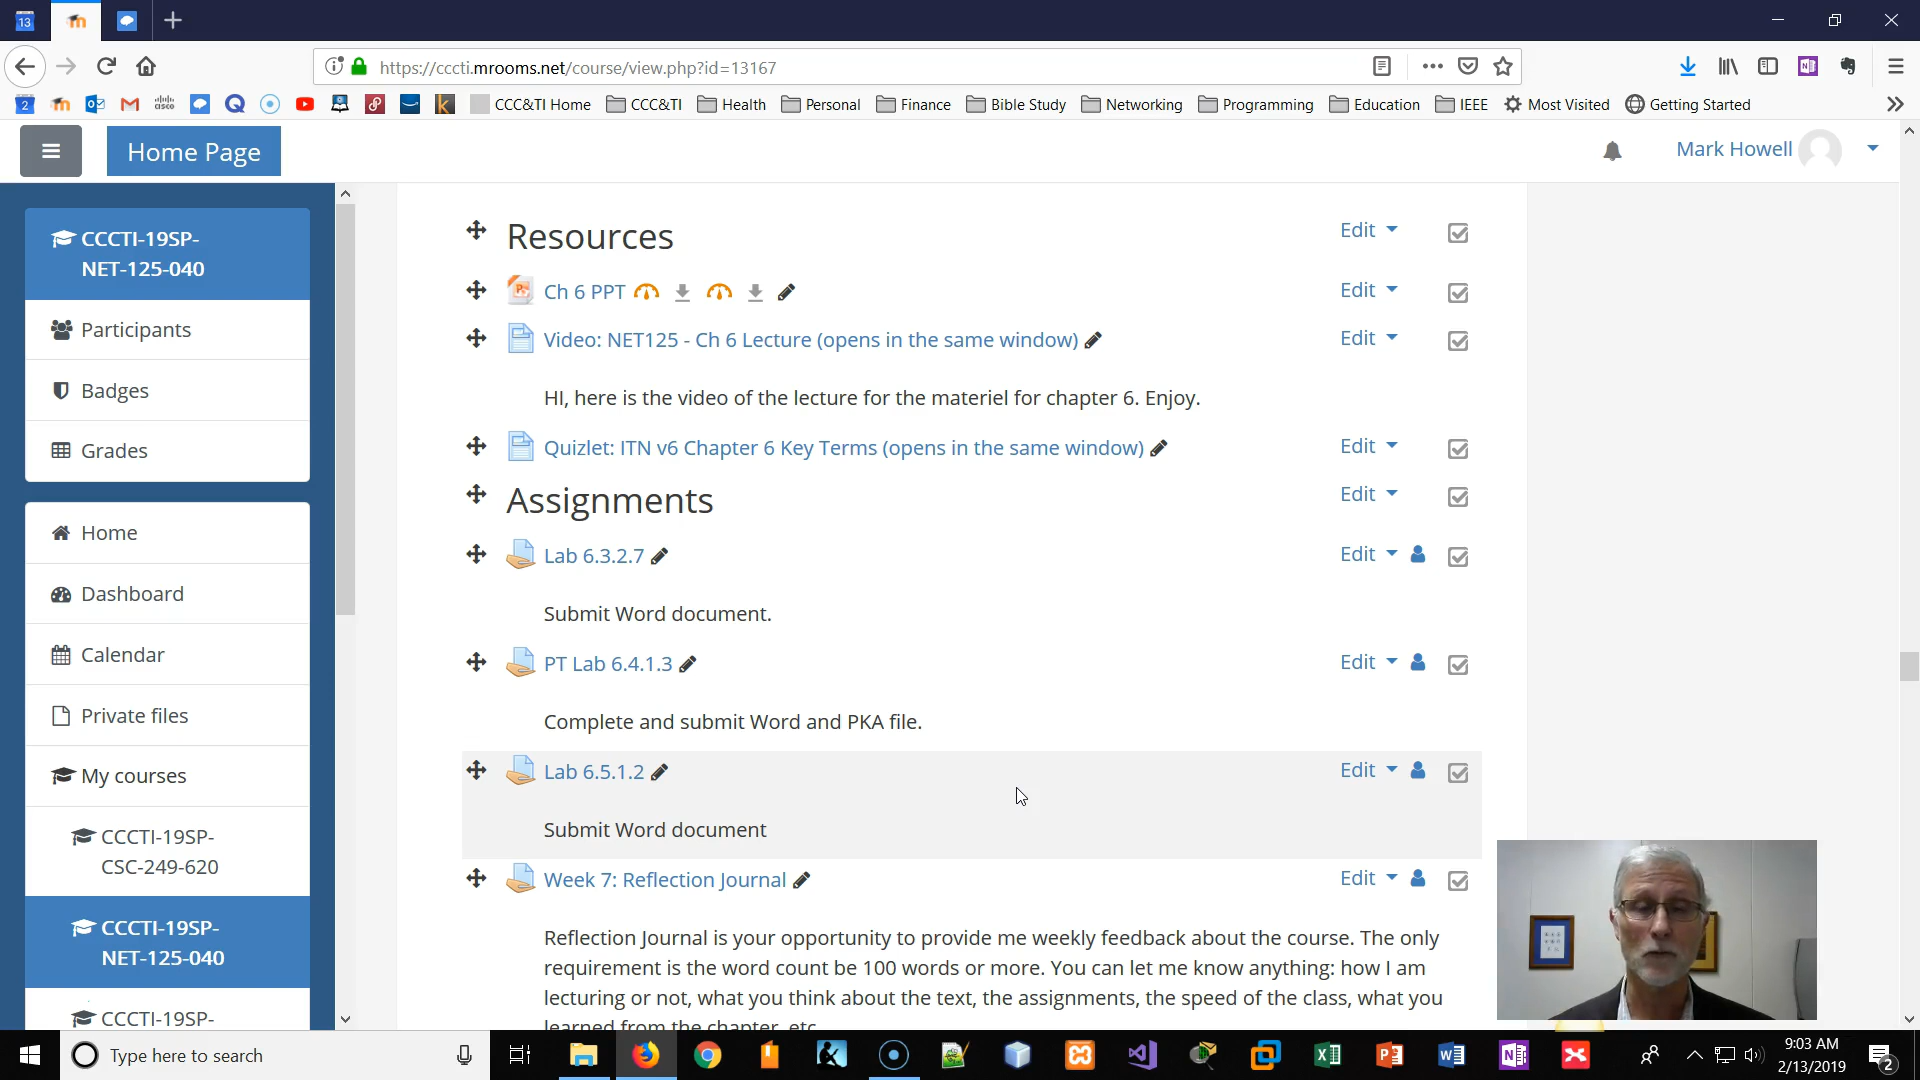 13
https://cccti.mrooms.net/course/view.php?id=13167
2
CCC&TI Home
CCC&TI
Health
Personal
Finance
Bible Study
Networking
Programming
Education
IEEE
Most Visited
Getting Started
Home Page
Mark Howell
CCCTI-19SP-
NET-125-040
Participants
Badges
Grades
Home
Dashboard
Calendar
Private files
My courses
CCCTI-19SP-
CSC-249-620
CCCTI-19SP-
NET-125-040
CCCTI-19SP-
Resources
Edit
Ch 6 PPT
Edit
Video: NET125 - Ch 6 Lecture (opens in the same window)
Edit
HI, here is the video of the lecture for the materiel for chapter 6. Enjoy.
Quizlet: ITN v6 Chapter 6 Key Terms (opens in the same window)
Edit
Assignments
Edit
Lab 6.3.2.7
Edit
Submit Word document.
PT Lab 6.4.1.3
Edit
Complete and submit Word and PKA file.
Lab 6.5.1.2
Edit
Submit Word document
Week 7: Reflection Journal
Edit
Reflection Journal is your opportunity to provide me weekly feedback about the course. The only
requirement is the word count be 100 words or more. You can let me know anything: how I am
lecturing or not, what you think about the text, the assignments, the speed of the class, what you
learned from the chapter, etc.
Type here to search
9:03 AM
2/13/2019
2